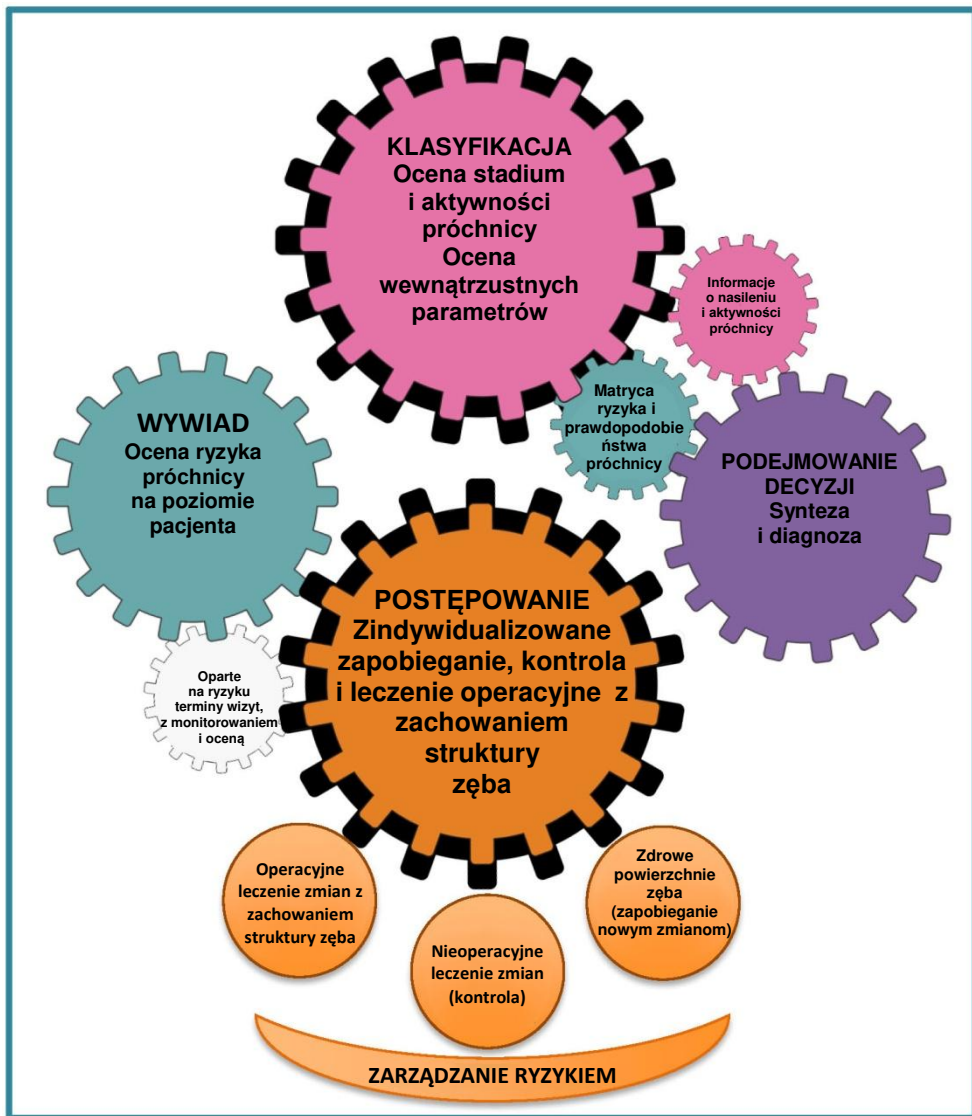 KLASYFIKACJA
Ocena stadium
i aktywności
próchnicy
Ocena
wewnątrzustnych
parametrów
Informacje
o nasileniu
i aktywności
próchnicy
Matryca
ryzyka i
prawdopodobie
ństwa
próchnicy
WYWIAD
Ocena ryzyka
próchnicy
na poziomie
pacjenta
PODEJMOWANIE
DECYZJI
Synteza
i diagnoza
POSTĘPOWANIE
Zindywidualizowane
zapobieganie, kontrola
i leczenie operacyjne z
zachowaniem
struktury
zęba
Oparte
na ryzyku
terminy wizyt,
z monitorowaniem
i oceną
Operacyjne
leczenie zmian z
zachowaniem
struktury zęba
Nieoperacyjne
leczenie zmian
(kontrola)
Zdrowe
powierzchnie
zęba
(zapobieganie
nowym zmianom)
ZARZĄDZANIE RYZYKIEM